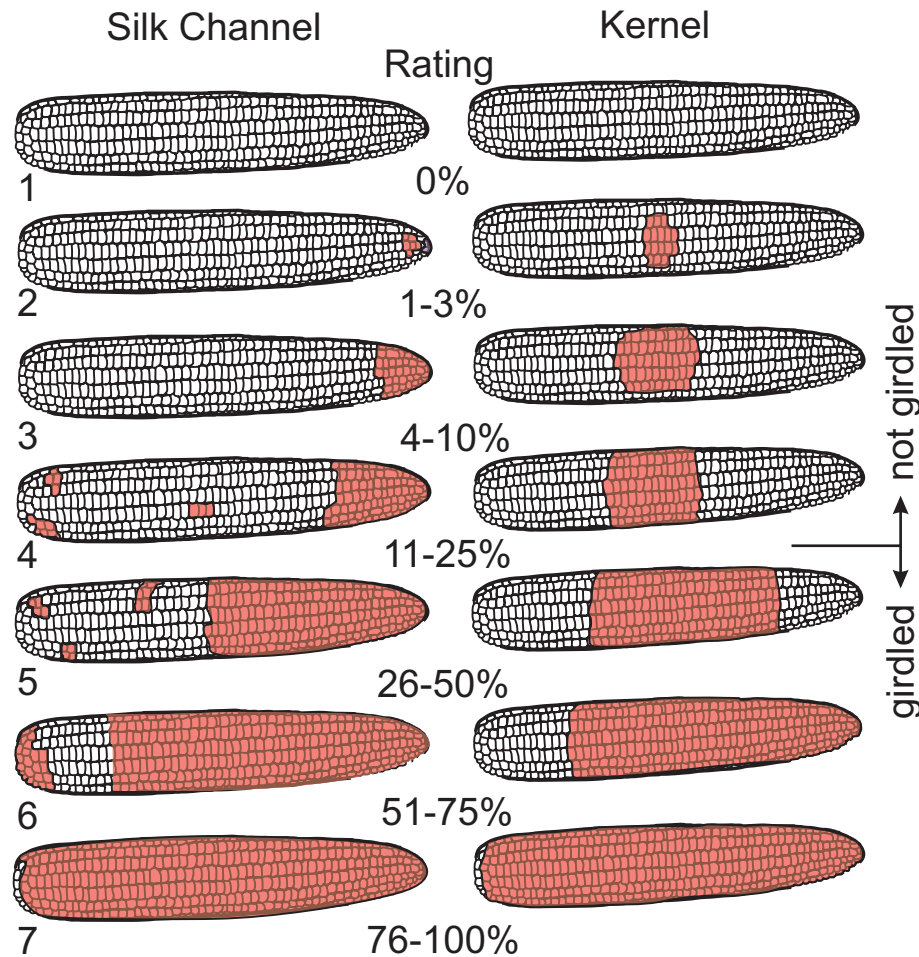 Silk Channel
Kernel
Rating
1
0%
2
1-3%
3
4-10%
4
11-25%
5
26-50%
6
51-75%
7
76-100%
not girdled
girdled